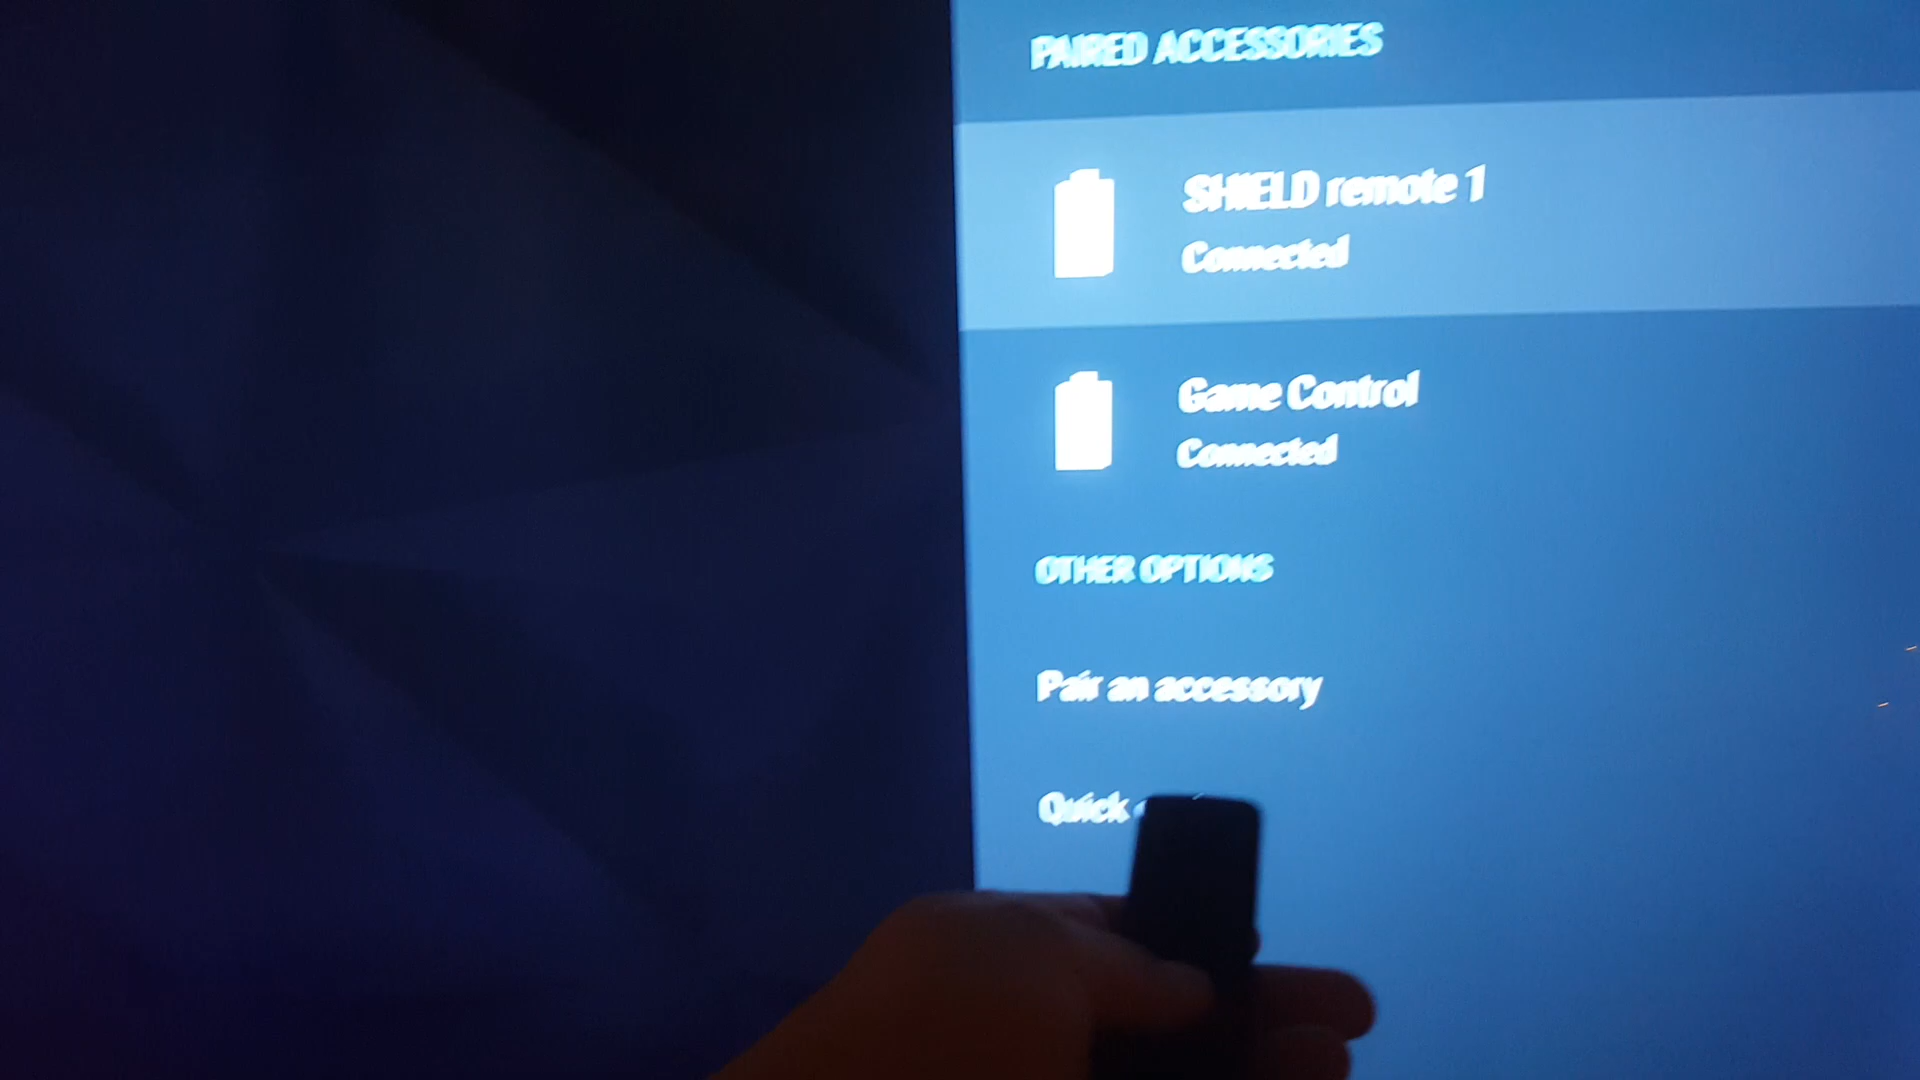 PAIRED ACCESSORIES
SHIELD remote 1
Connected
Game Control
Connected
OTHER OPTIONS
Pair an accessory
Quick